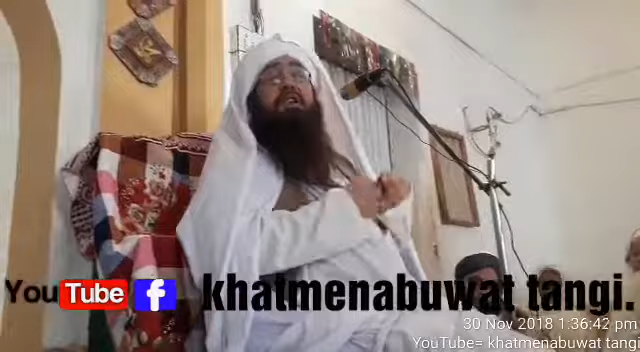 YouTube f khatmenabuwat tangi.
30 Nov 2018 1:36:42 pm
YouTube= khatmenabuwat tangi